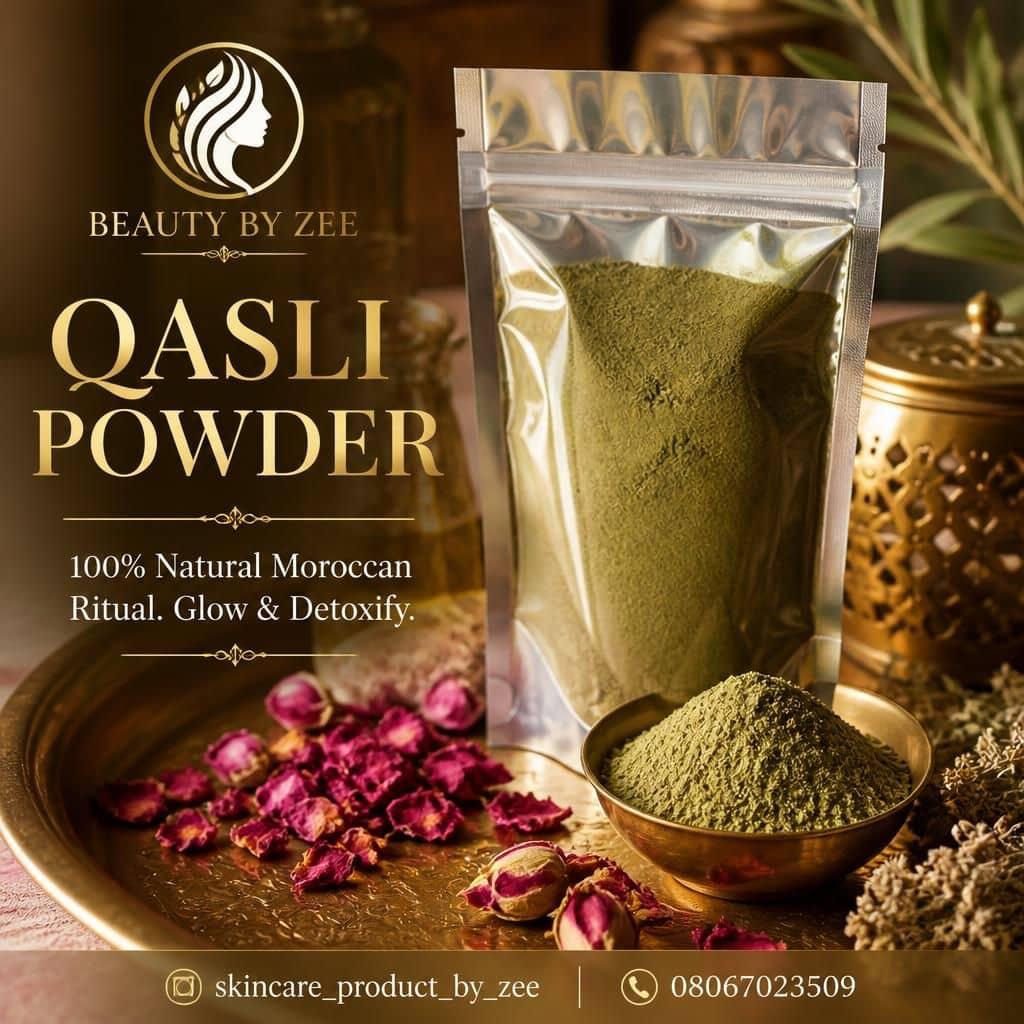 BEAUTY BY ZEE
QASLI
POWDER
100% Natural Moroccan
Ritual. Glow & Detoxify.
skincare_product_by_zee
08067023509